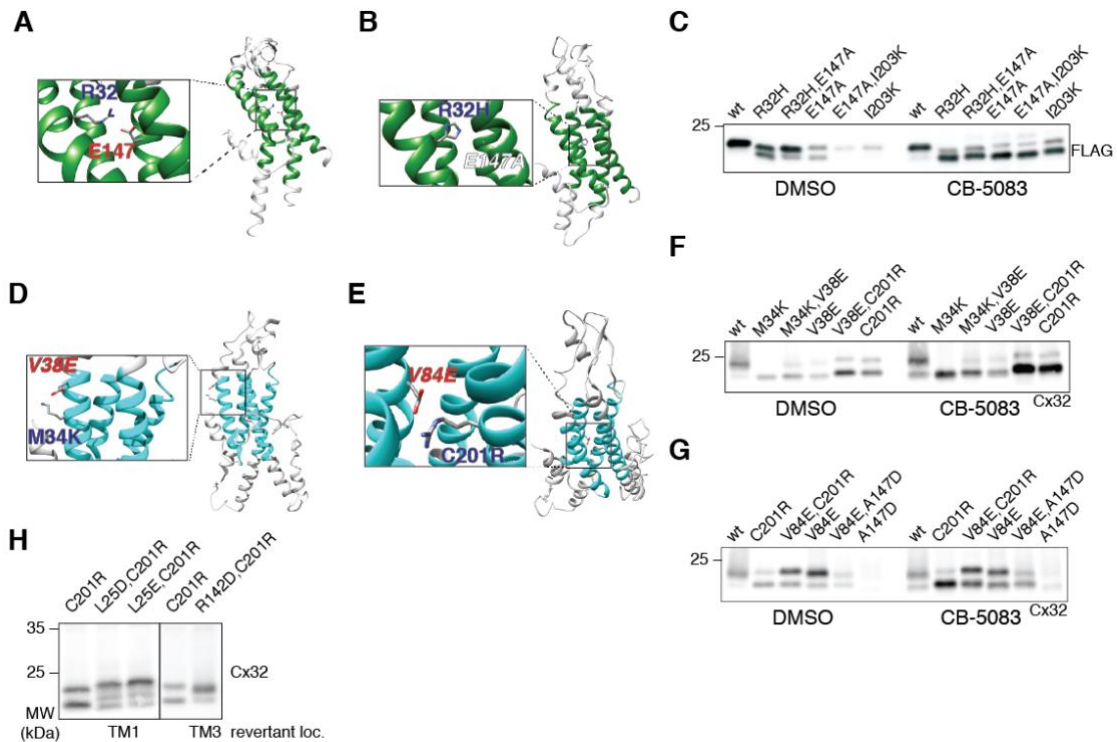 A
R32
E147
B
R32H
E147A
C
wt
R32H
R32H,E147A
E147A
E147A,I203K
I203K
wt
R32H
R32H,E147A
E147A
E147A,I203K
I203K
25
FLAG
DMSO
CB-5083
D
V38E
M34K
E
V84E
C201R
F
wt
M34K
M34K,V38E
V38E
V38E,C201R
C201R
wt
M34K
M34K,V38E
V38E
V38E,C201R
C201R
25
DMSO
CB-5083
Cx32
G
wt
C201R
V84E,C201R
V84E
V84E,A147D
A147D
wt
C201R
V84E,C201R
V84E
V84E,A147D
A147D
25
DMSO
CB-5083
Cx32
H
C201R
L25D,C201R
L25E,C201R
C201R
R142D,C201R
35
25
Cx32
MW
(kDa)
TM1
TM3
revertant loc.